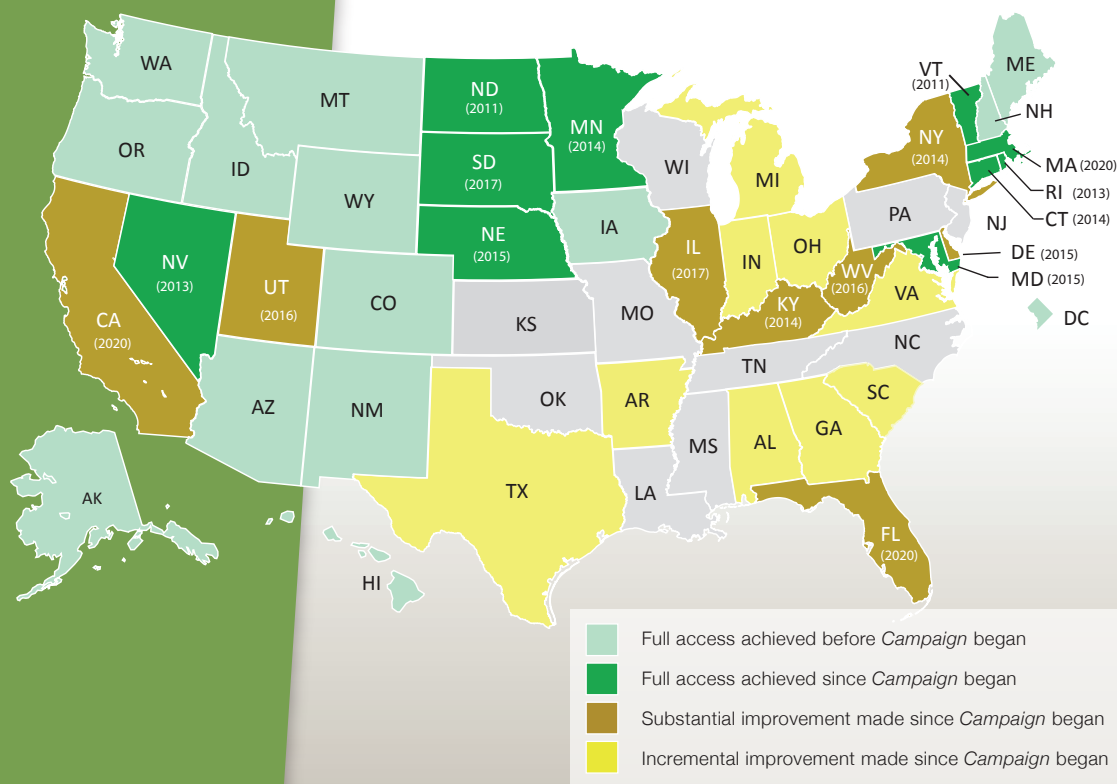 WA
OR
ID
MT
WY
ND
(2011)
SD
(2017)
NE
(2015)
MN
(2014)
IA
WI
MI
IL
(2017)
IN
OH
KY
(2014)
WV
(2016)
VA
PA
NY
(2014)
VT
(2011)
ME
NH
MA (2020)
RI (2013)
CT (2014)
NJ
DE (2015)
MD (2015)
DC
CA
(2020)
NV
(2013)
UT
(2016)
CO
KS
MO
TN
NC
AZ
NM
OK
AR
SC
MS
AL
GA
TX
LA
FL
(2020)
AK
HI
Full access achieved before Campaign began
Full access achieved since Campaign began
Substantial improvement made since Campaign began
Incremental improvement made since Campaign began